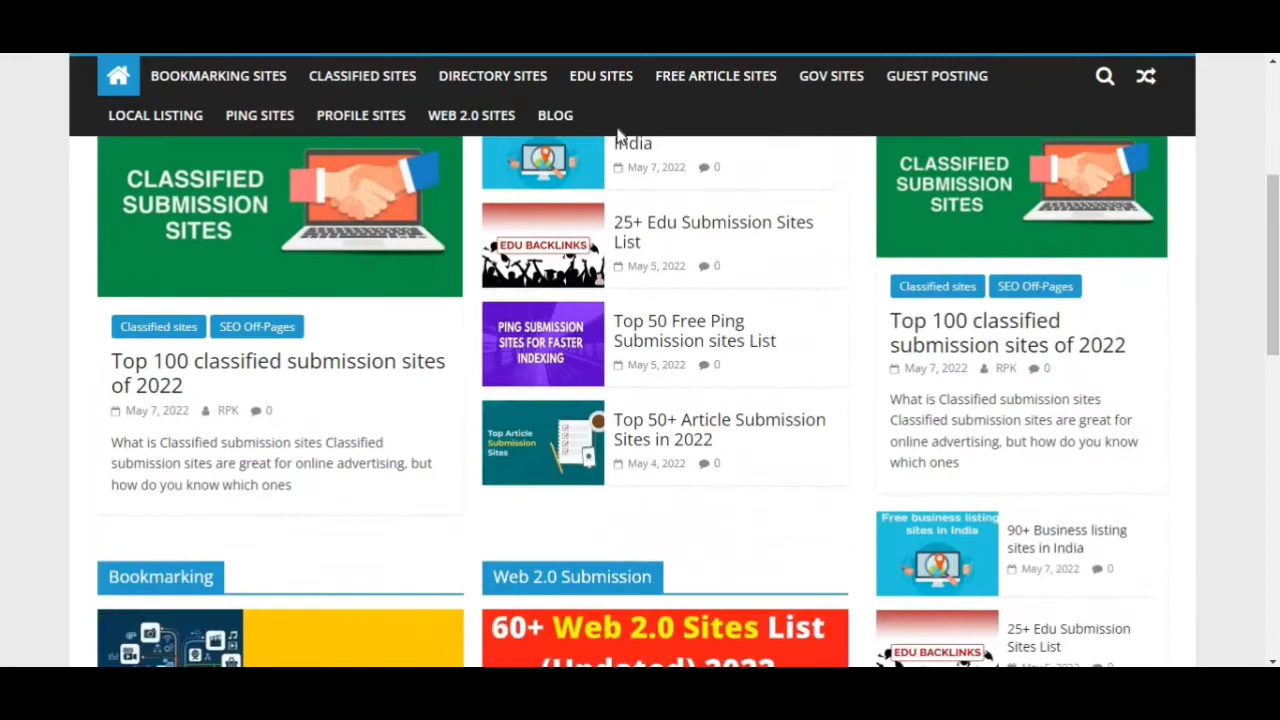 BOOKMARKING SITES CLASSIFIED SITES DIRECTORY SITES EDU SITES FREE ARTICLE SITES GOV SITES GUEST POSTING
LOCAL LISTING PING SITES PROFILE SITES WEB 2.0 SITES BLOG
CLASSIFIED
SUBMISSION
SITES
Classified sites SEO Off-Pages
Top 100 classified submission sites
of 2022
May 7, 2022 RPK 0
What is Classified submission sites Classified
submission sites are great for online advertising, but
how do you know which ones
India
May 7, 2022 0
EDU BACKLINKS
25+ Edu Submission Sites
List
May 5, 2022 0
PING SUBMISSION
SITES FOR FASTER
INDEXING
Top 50 Free Ping
Submission sites List
May 5, 2022 0
Top Article
Submission
Sites
Top 50+ Article Submission
Sites in 2022
May 4, 2022 0
CLASSIFIED
SUBMISSION
SITES
Classified sites SEO Off-Pages
Top 100 classified
submission sites of 2022
May 7, 2022 RPK 0
What is Classified submission sites
Classified submission sites are great for
online advertising, but how do you know
which ones
Free business listing
sites in India
90+ Business listing
sites in India
May 7, 2022 0
EDU BACKLINKS
25+ Edu Submission
Sites List
May 5, 2022 0
Bookmarking
Web 2.0 Submission
60+ Web 2.0 Sites List
(Updated) 2022